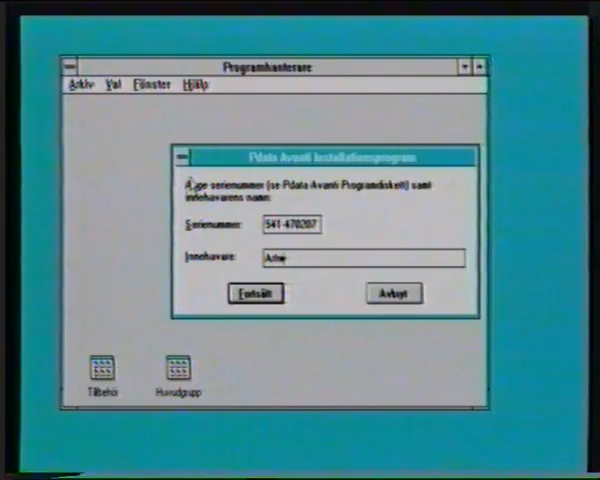 Programhanterare
Arkiv Val Fönster Hjälp
Pdata Avanti Installationsprogram
Ange serienummer (se Pdata Avanti Programdiskett) samt
innehavarens namn:
Serienummer: 541-470207
Innehavare:
Fortsätt Avbryt
Tillbehör Huvudgrupp